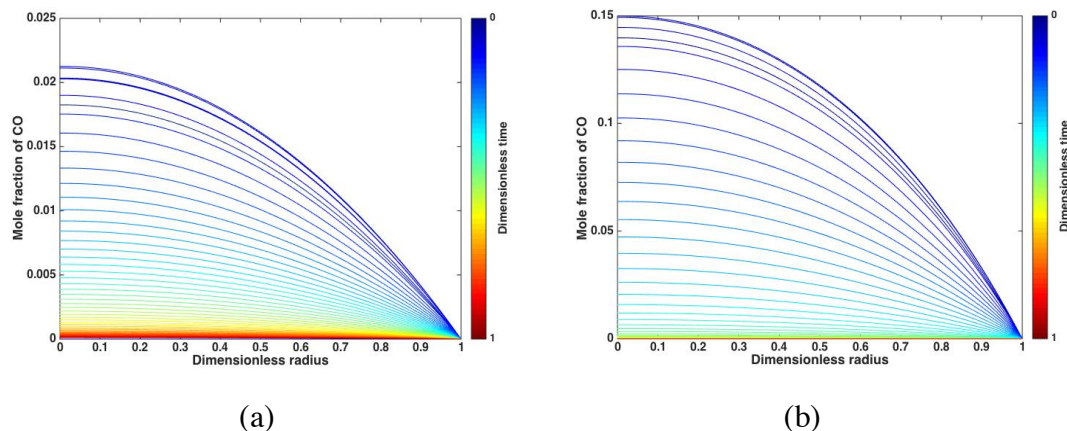 0.025
0.02
0.015
0.01
0.005
0
Mole fraction of CO
0 0.1 0.2 0.3 0.4 0.5 0.6 0.7 0.8 0.9 1
Dimensionless radius
0
1
Dimensionless time
(a)
0.15
0.1
0.05
0
Mole fraction of CO
0 0.1 0.2 0.3 0.4 0.5 0.6 0.7 0.8 0.9 1
Dimensionless radius
0
1
Dimensionless time
(b)